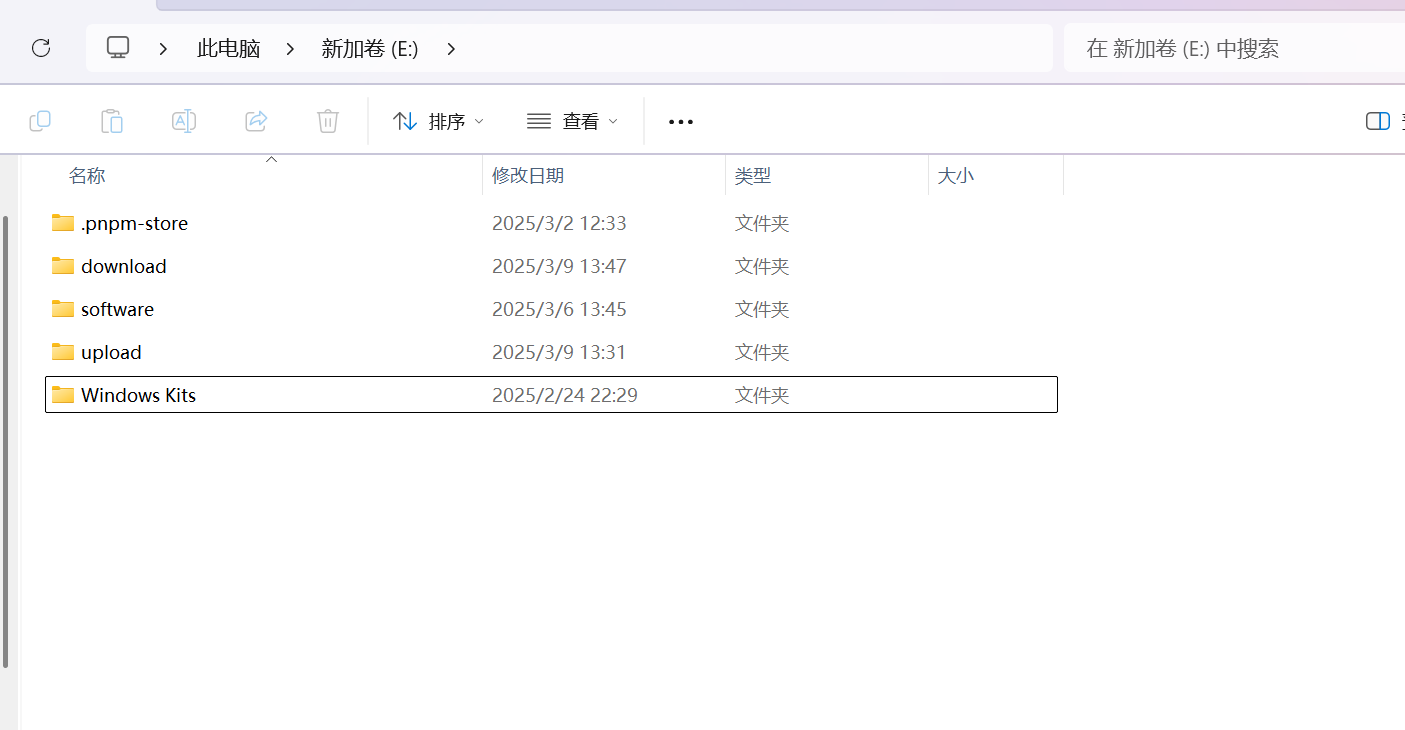 此电脑 新加卷 (E:) 在 新加卷 (E:) 中搜索
排序 查看
名称 修改日期 类型 大小
.pnpm-store 2025/3/2 12:33 文件夹
download 2025/3/9 13:47 文件夹
software 2025/3/6 13:45 文件夹
upload 2025/3/9 13:31 文件夹
Windows Kits 2025/2/24 22:29 文件夹